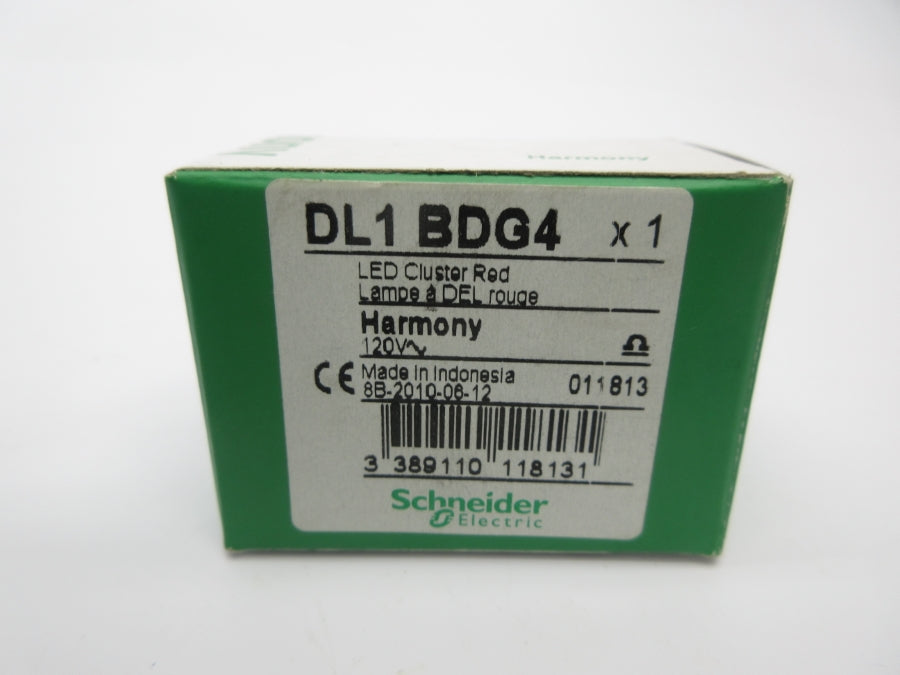 Harmony
DL1 BDG4 x 1
LED Cluster Red
Lampe à DEL rouge
Harmony
120V~
CE Made in Indonesia 011813
8B-2010-06-12
3 389110 118131
Schneider
Electric